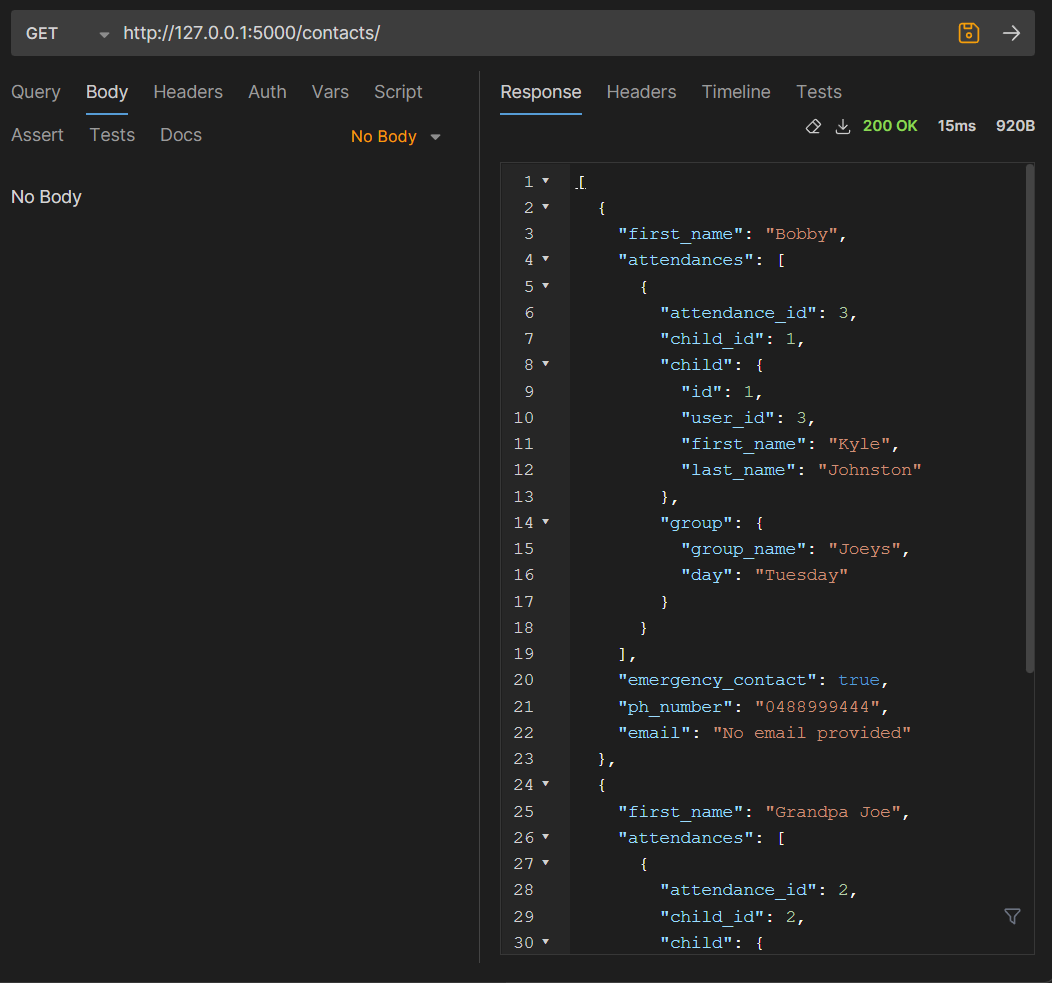 GET http://127.0.0.1:5000/contacts/
Query Body Headers Auth Vars Script
Assert Tests Docs No Body
No Body
Response Headers Timeline Tests
200 OK 15ms 920B
1 [
2 {
3 "first_name": "Bobby",
4 "attendances": [
5 {
6 "attendance_id": 3,
7 "child_id": 1,
8 "child": {
9 "id": 1,
10 "user_id": 3,
11 "first_name": "Kyle",
12 "last_name": "Johnston"
13 },
14 "group": {
15 "group_name": "Joeys",
16 "day": "Tuesday"
17 }
18 }
19 ],
20 "emergency_contact": true,
21 "ph_number": "0488999444",
22 "email": "No email provided"
23 },
24 {
25 "first_name": "Grandpa Joe",
26 "attendances": [
27 {
28 "attendance_id": 2,
29 "child_id": 2,
30 "child": {